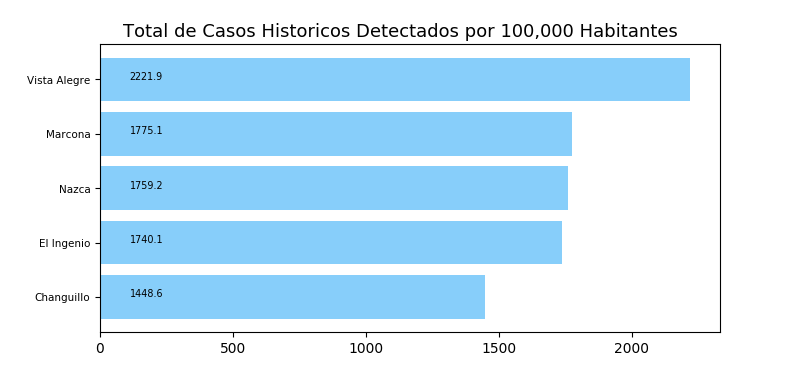 Total de Casos Historicos Detectados por 100,000 Habitantes
Vista Alegre 2221.9
Marcona 1775.1
Nazca 1759.2
El Ingenio 1740.1
Changuillo 1448.6
0 500 1000 1500 2000